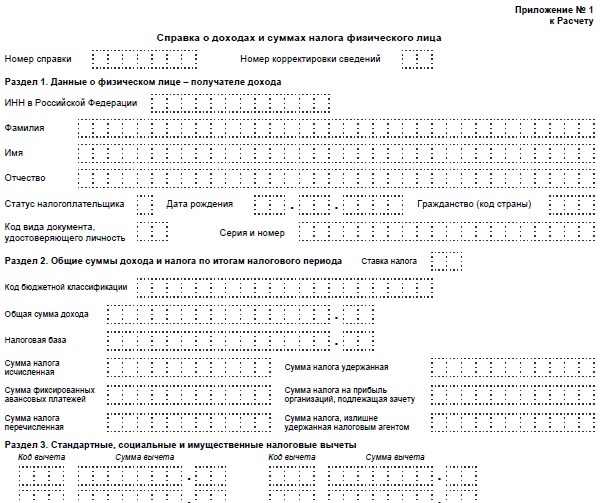 Приложение № 1
к Расчету
Справка о доходах и суммах налога физического лица
Номер справки Номер корректировки сведений
Раздел 1. Данные о физическом лице – получателе дохода
ИНН в Российской Федерации
Фамилия
Имя
Отчество
Статус налогоплательщика Дата рождения . . Гражданство (код страны)
Код вида документа,
удостоверяющего личность Серия и номер
Раздел 2. Общие суммы дохода и налога по итогам налогового периода Ставка налога
Код бюджетной классификации
Общая сумма дохода .
Налоговая база .
Сумма налога
исчисленная Сумма налога удержанная
Сумма фиксированных
авансовых платежей
Сумма налога на прибыль
организаций, подлежащая зачету
Сумма налога
перечисленная
Сумма налога, излишне
удержанная налоговым агентом
Раздел 3. Стандартные, социальные и имущественные налоговые вычеты
Код вычета Сумма вычета Код вычета Сумма вычета
. .
. .